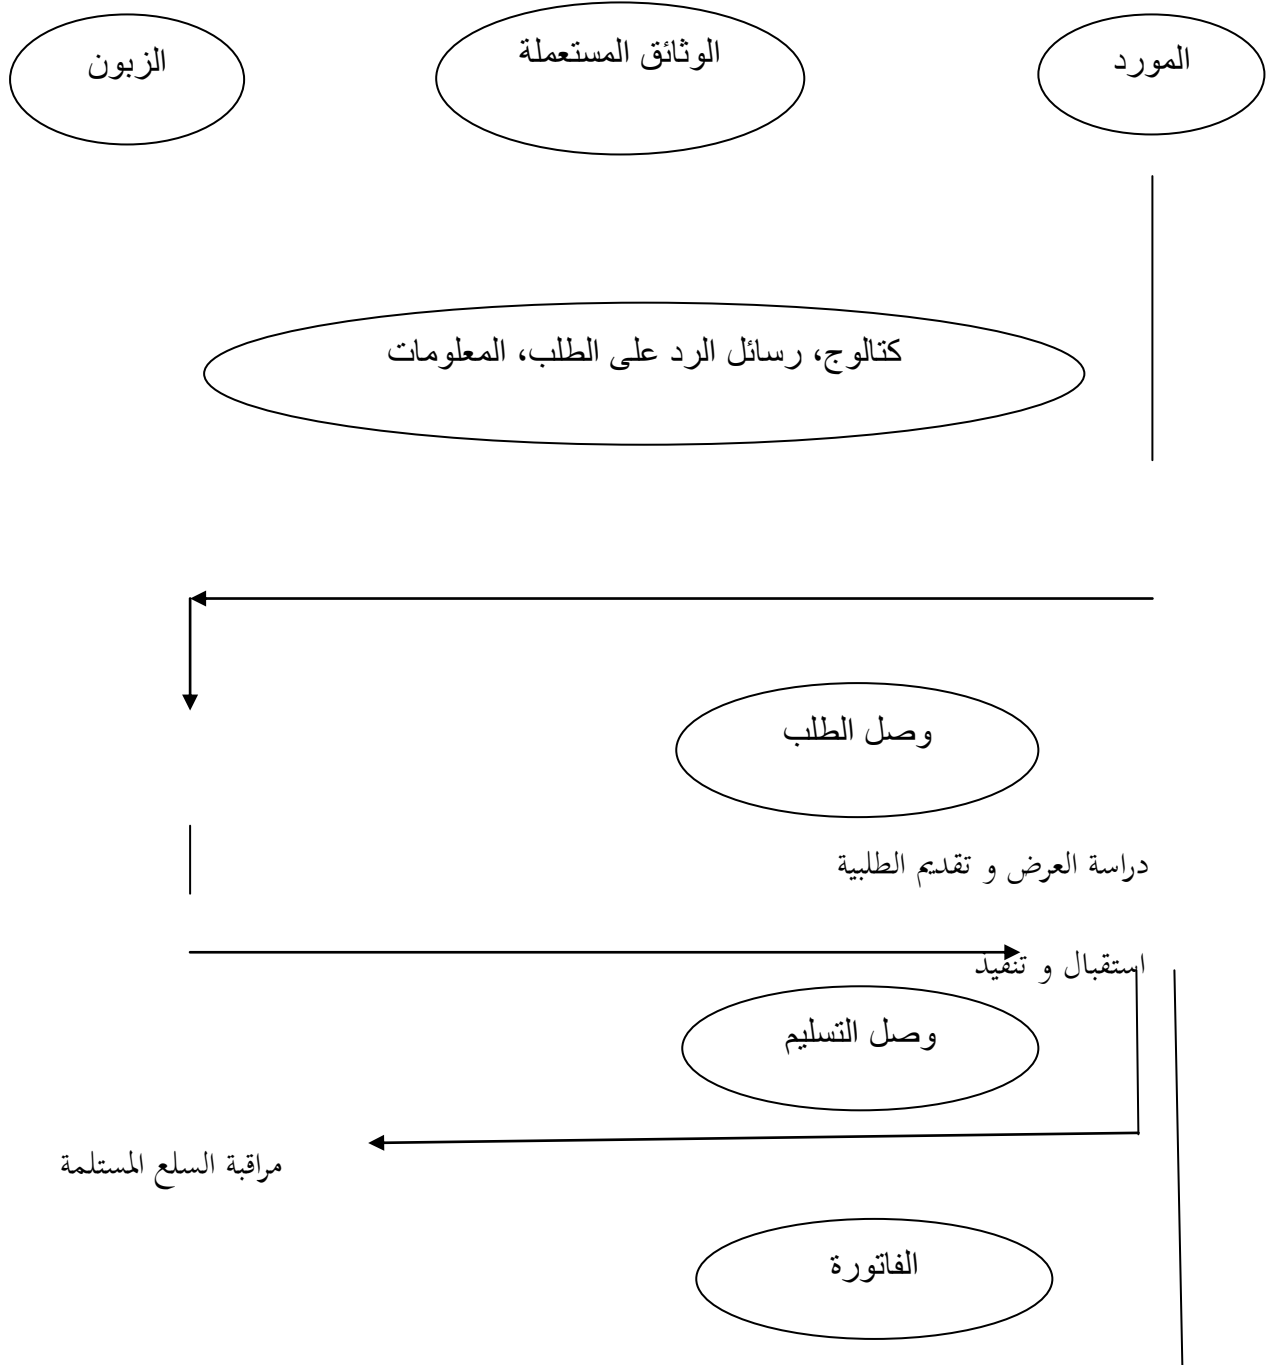 المورد
الوثائق المستعملة
الزبون
كتالوج، رسائل الرد على الطلب، المعلومات
وصل الطلب
دراسة العرض و تقديم الطلبية
استقبال و تنفيذ
وصل التسليم
مراقبة السلع المستلمة
الفاتورة